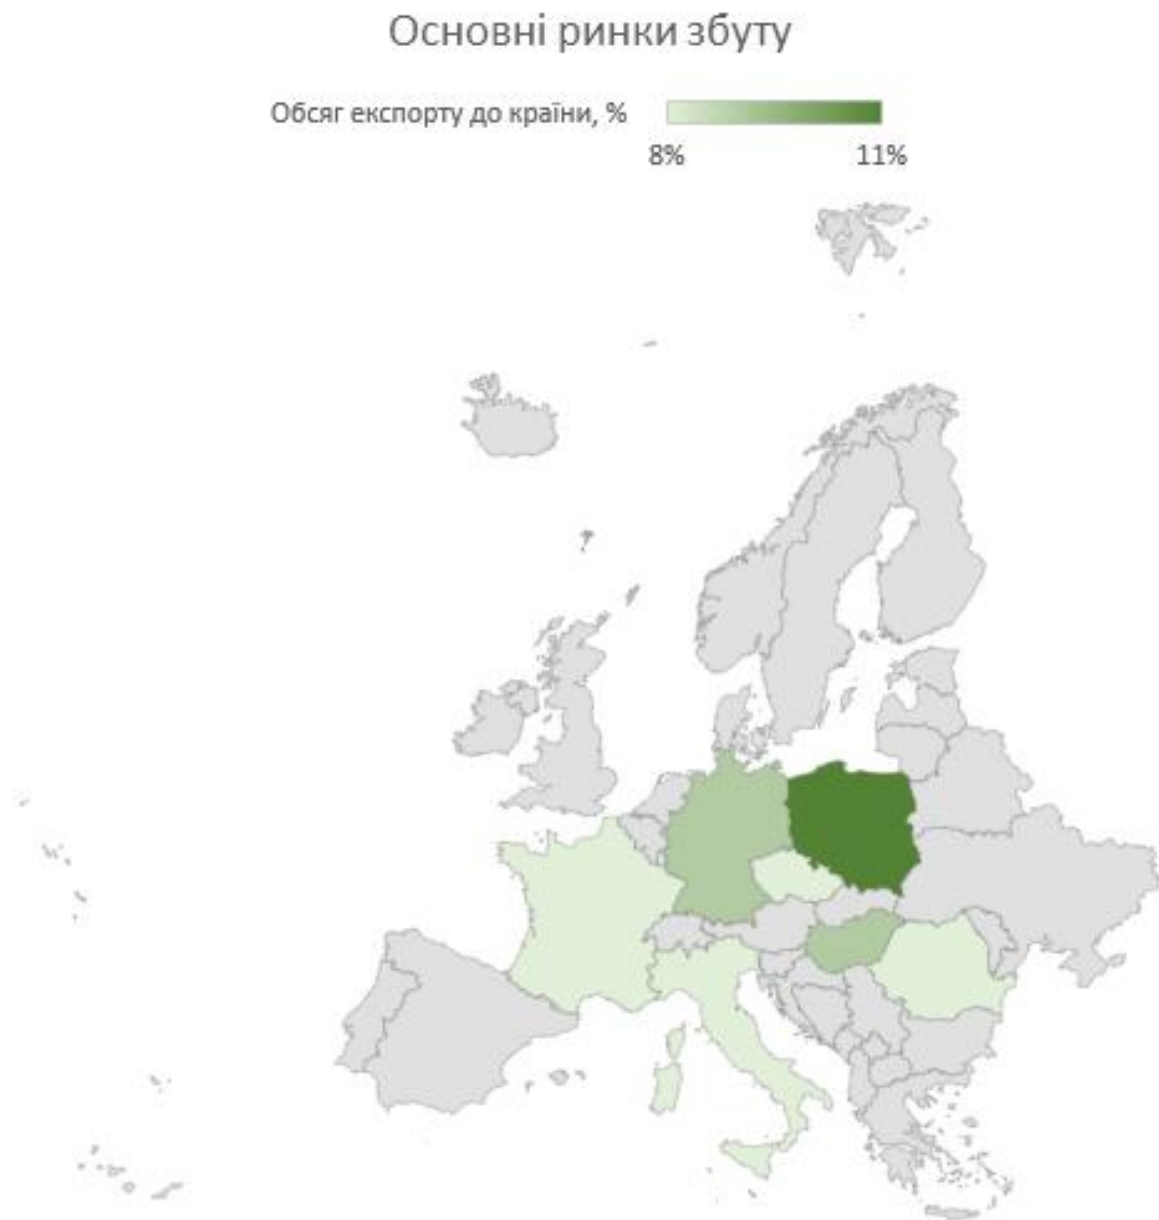 Основні ринки збуту
Обсяг експорту до країни, %
8% 11%